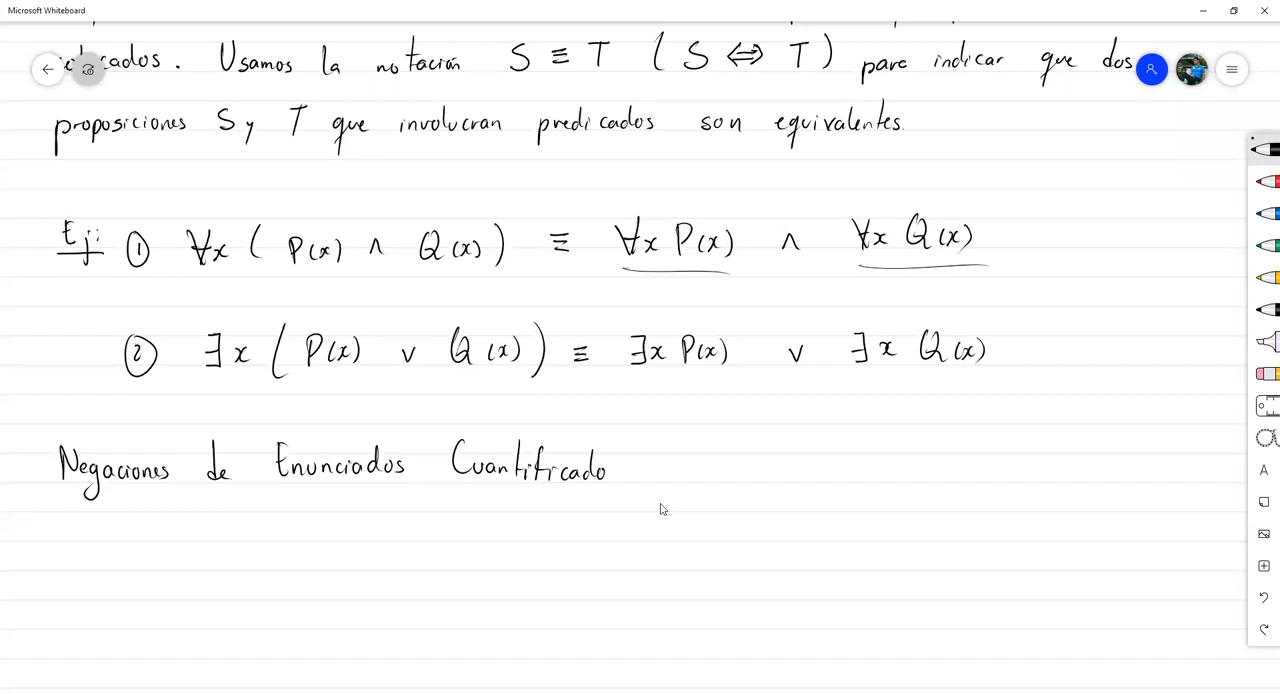 Microsoft Whiteboard
Usamos la notación S ≡ T ( S ⇔ T ) para indicar que dos
proposiciones S y T que involucran predicados son equivalentes.
Ej: ① ∀x ( P(x) ∧ Q(x) ) ≡ ∀x P(x) ∧ ∀x Q(x)
② ∃x ( P(x) ∨ Q(x) ) ≡ ∃x P(x) ∨ ∃x Q(x)
Negaciones de Enunciados Cuantificado